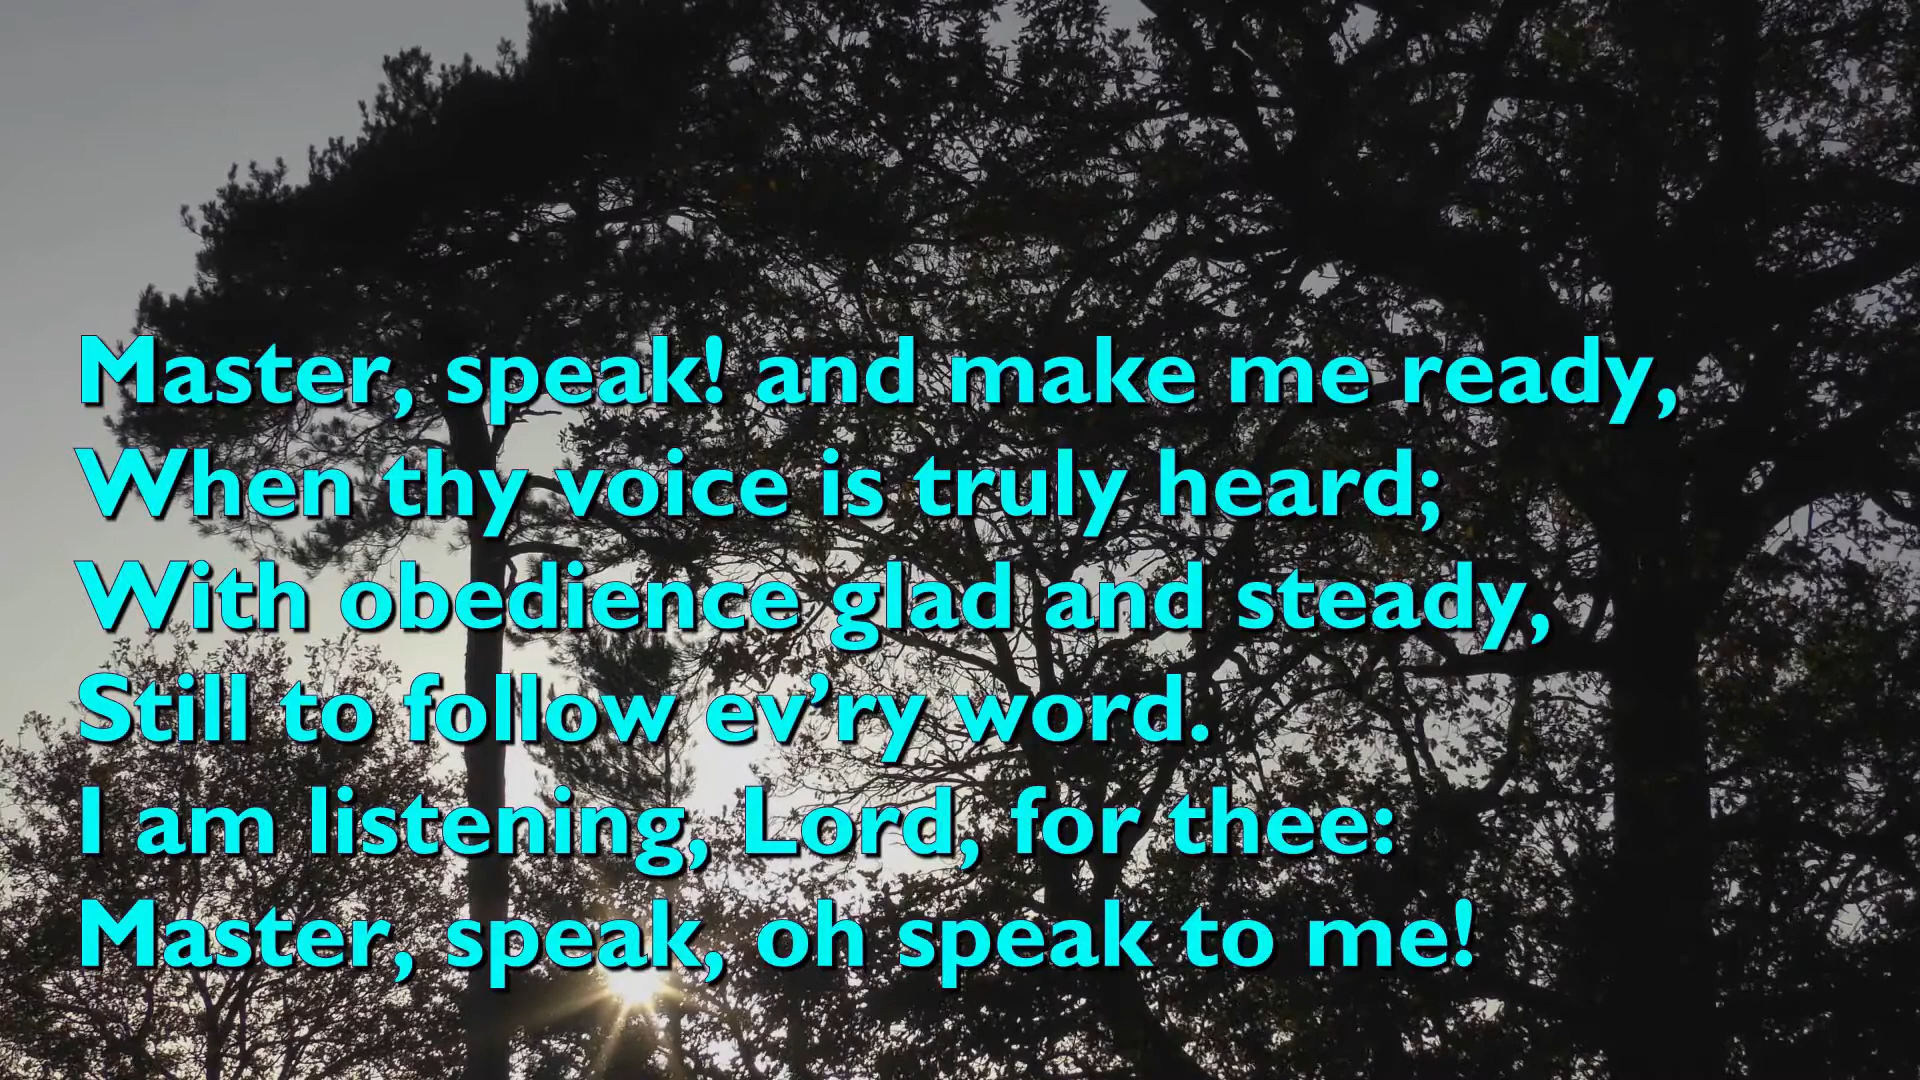 Master, speak! and make me ready,
When thy voice is truly heard;
With obedience glad and steady,
Still to follow ev’ry word.
I am listening, Lord, for thee:
Master, speak, oh speak to me!